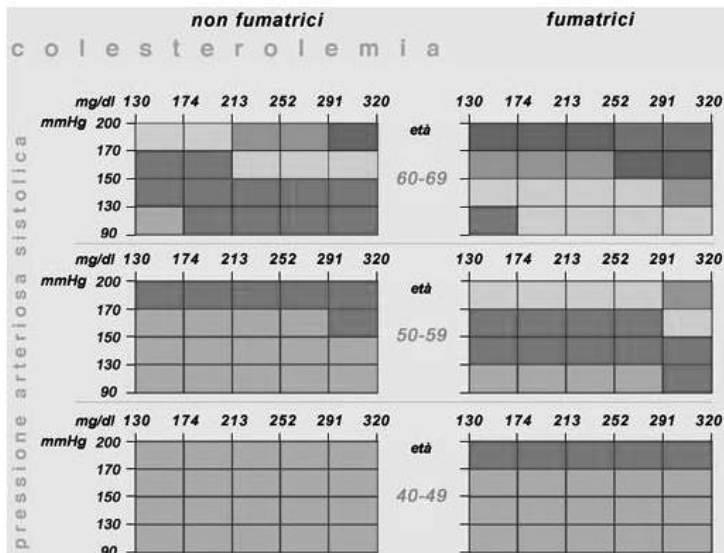 non fumatrici fumatrici
colesterolemia
mg/dl 130 174 213 252 291 320 130 174 213 252 291 320
mmHg 200 età
170
60-69
150
130
90
mg/dl 130 174 213 252 291 320 130 174 213 252 291 320
mmHg 200 età
170
50-59
150
130
90
mg/dl 130 174 213 252 291 320 130 174 213 252 291 320
mmHg 200 età
170
40-49
150
130
90
pressione arteriosa sistolica